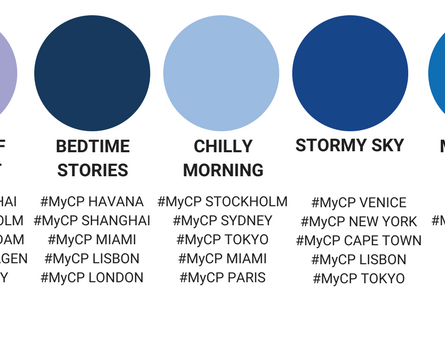 F
T
HAI
OLM
DAM
AGEN
Y
BEDTIME
STORIES
#MyCP HAVANA
#MyCP SHANGHAI
#MyCP MIAMI
#MyCP LISBON
#MyCP LONDON
CHILLY
MORNING
#MyCP STOCKHOLM
#MyCP SYDNEY
#MyCP TOKYO
#MyCP MIAMI
#MyCP PARIS
STORMY SKY
#MyCP VENICE
#MyCP NEW YORK
#MyCP CAPE TOWN
#MyCP LISBON
#MyCP TOKYO
M
#M